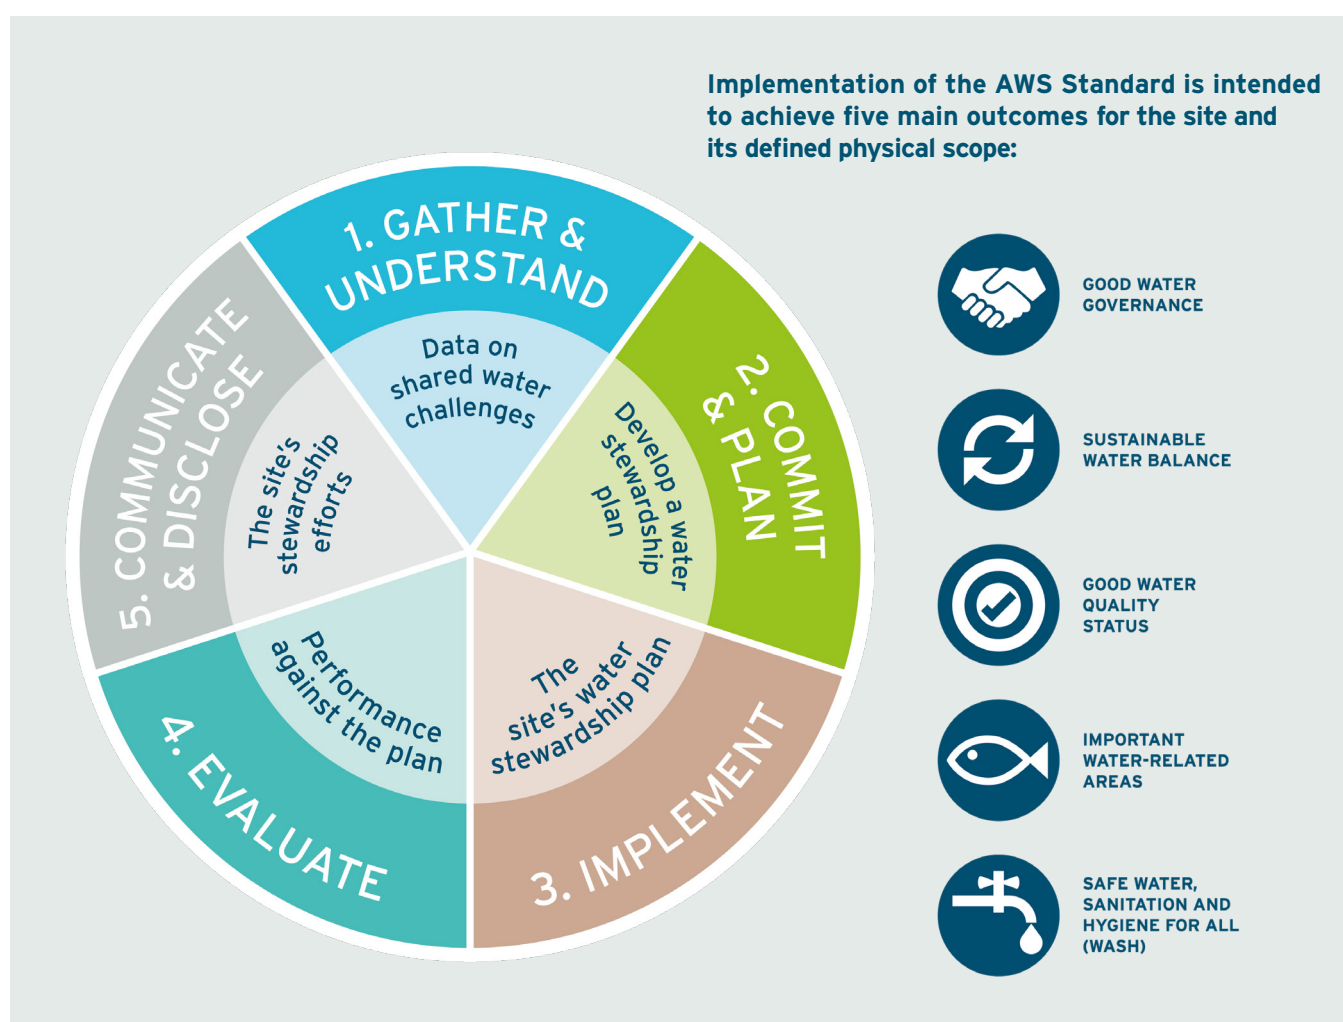 Implementation of the AWS Standard is intended
to achieve five main outcomes for the site and
its defined physical scope:
1. GATHER &
UNDERSTAND
Data on
shared water
challenges
2. COMMIT
& PLAN
Develop a water
stewardship
plan
3. IMPLEMENT
The
site's water
stewardship plan
4. EVALUATE
Performance
against the plan
5. COMMUNICATE
& DISCLOSE
The site's
stewardship
efforts
GOOD WATER
GOVERNANCE
SUSTAINABLE
WATER BALANCE
GOOD WATER
QUALITY
STATUS
IMPORTANT
WATER-RELATED
AREAS
SAFE WATER,
SANITATION AND
HYGIENE FOR ALL
(WASH)